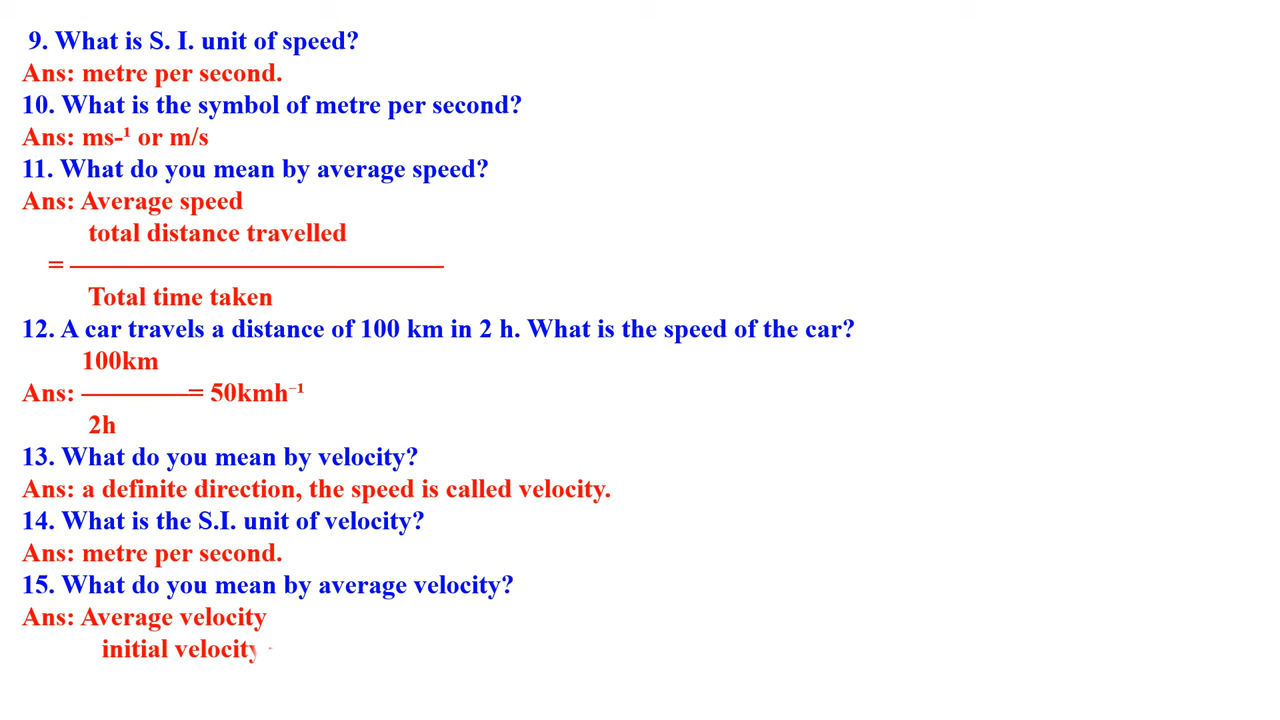 9. What is S. I. unit of speed?
Ans: metre per second.
10. What is the symbol of metre per second?
Ans: ms-¹ or m/s
11. What do you mean by average speed?
Ans: Average speed
total distance travelled
= ————————————
Total time taken
12. A car travels a distance of 100 km in 2 h. What is the speed of the car?
100km
Ans: ————= 50kmh⁻¹
2h
13. What do you mean by velocity?
Ans: a definite direction, the speed is called velocity.
14. What is the S.I. unit of velocity?
Ans: metre per second.
15. What do you mean by average velocity?
Ans: Average velocity
initial velocity